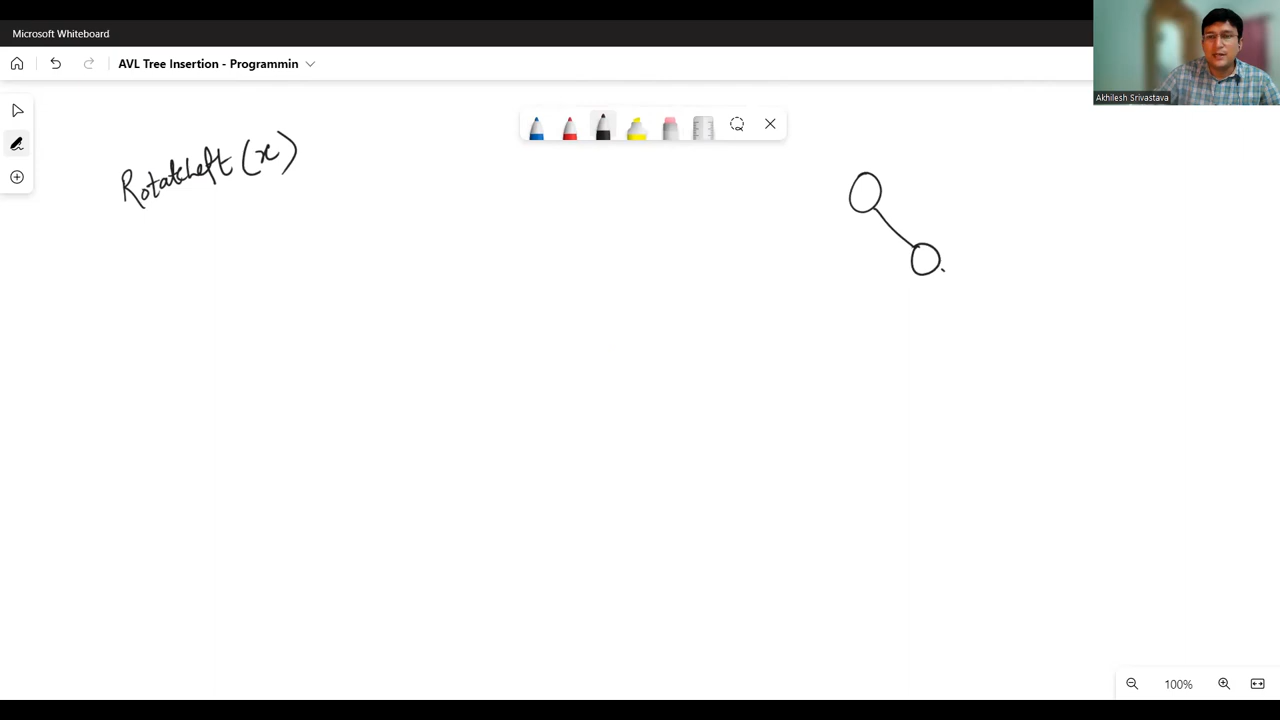 Microsoft Whiteboard
AVL Tree Insertion - Programmin
Akhilesh Srivastava
RotateLeft (x)
100%